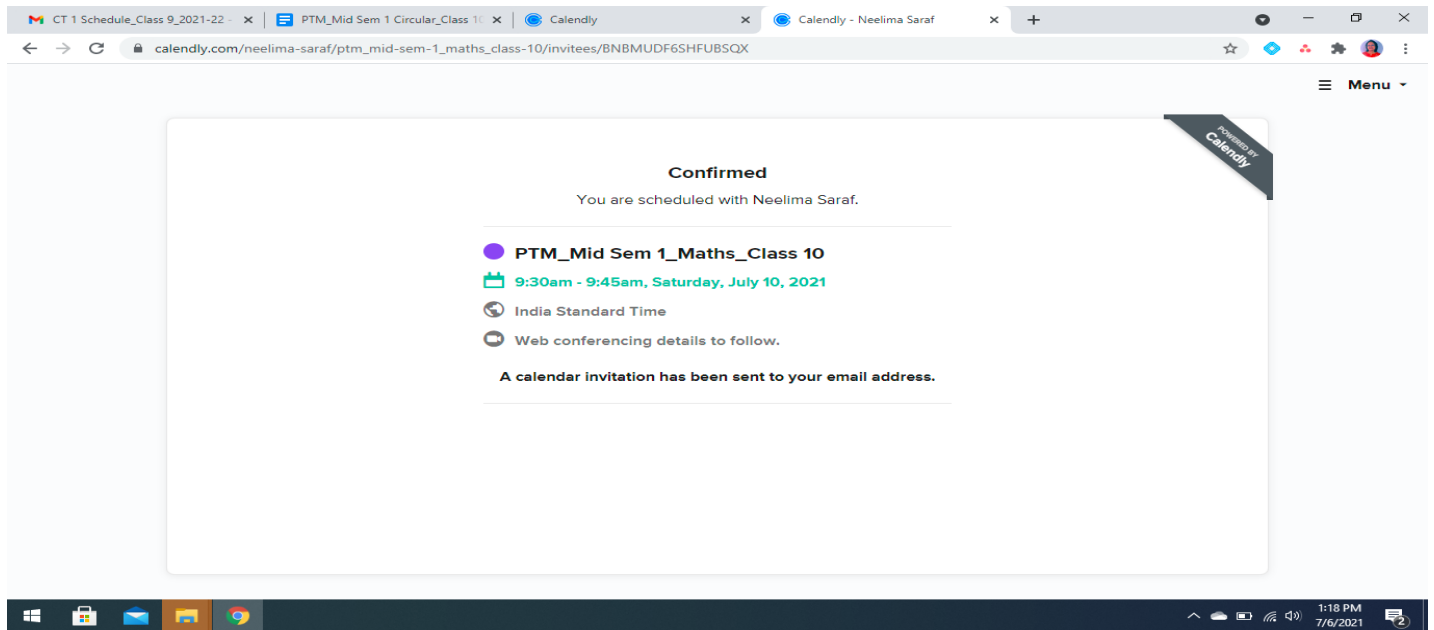 CT 1 Schedule_Class 9_2021-22 -
PTM_Mid Sem 1 Circular_Class 10
Calendly
Calendly - Neelima Saraf
calendly.com/neelima-saraf/ptm_mid-sem-1_maths_class-10/invitees/BNBMUDF6SHFUBSQX
Menu
POWERED BY
Calendly
Confirmed
You are scheduled with Neelima Saraf.
PTM_Mid Sem 1_Maths_Class 10
9:30am - 9:45am, Saturday, July 10, 2021
India Standard Time
Web conferencing details to follow.
A calendar invitation has been sent to your email address.
1:18 PM
7/6/2021
2